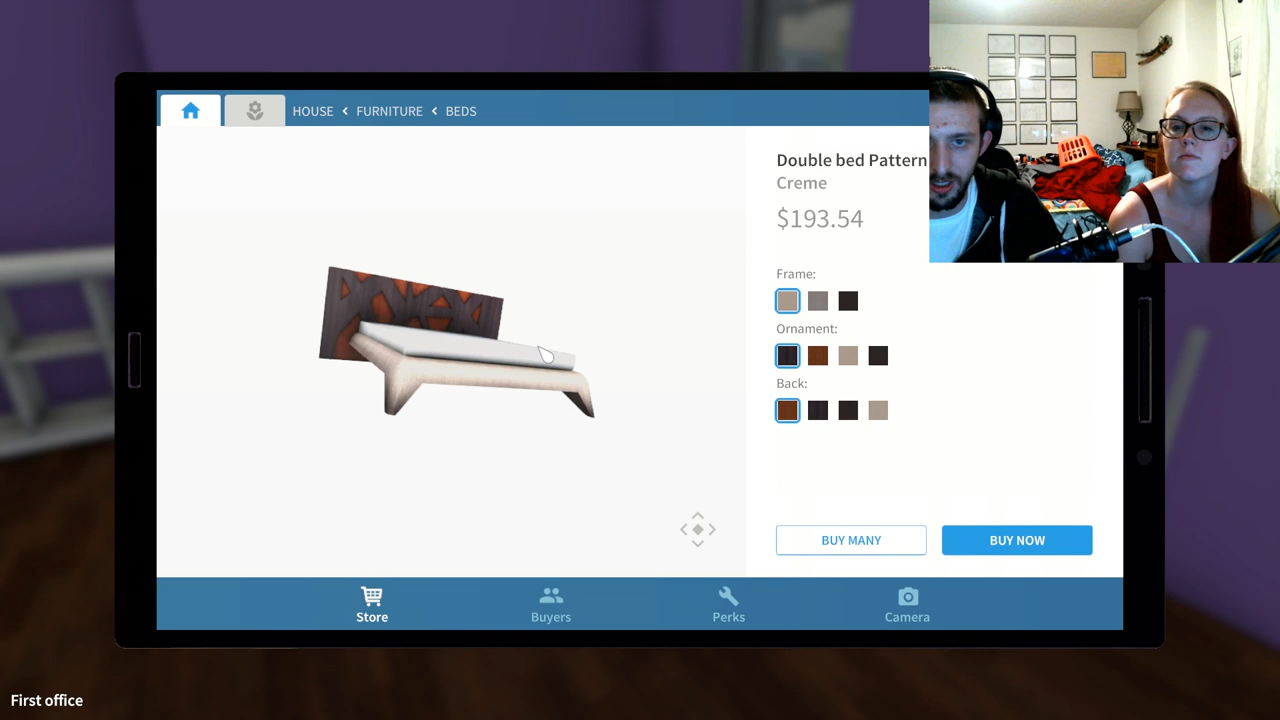 HOUSE < FURNITURE < BEDS
Double bed Pattern
Creme
$193.54
Frame:
Ornament:
Back:
BUY MANY
BUY NOW
Store
Buyers
Perks
Camera
First office